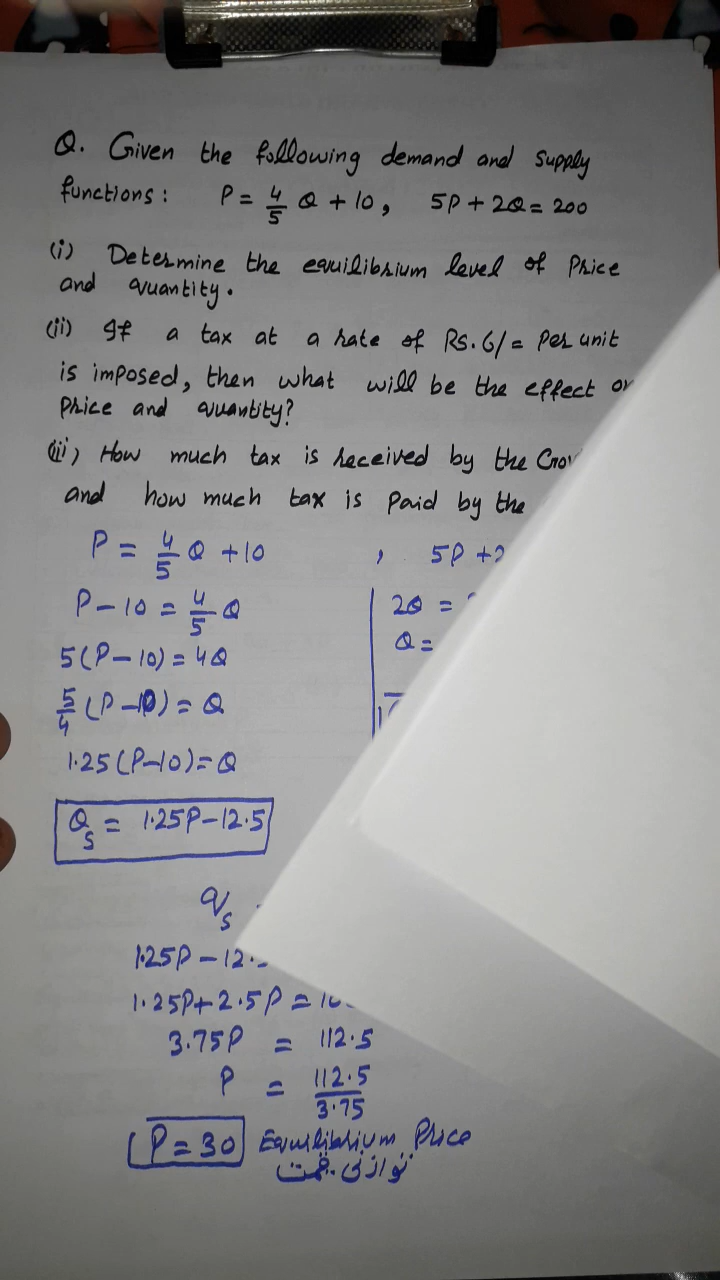 Q. Given the following demand and supply
functions: P = 4/5 Q + 10, 5P + 2Q = 200
(i) Determine the equilibrium level of Price
and quantity.
(ii) If a tax at a rate of RS. 6/= Per unit
is imposed, then what will be the effect
Price and quantity?
(iii) How much tax is received by the
and how much tax is paid by the
P = 4/5 Q + 10 , 5P +
P - 10 = 4/5 Q
2Q =
5(P-10) = 4Q
Q =
5/4 (P-10) = Q
1.25(P-10) = Q
Qs = 1.25P - 12.5
Qs
1.25P - 12.
1.25P + 2.5P =
3.75P = 112.5
P = 112.5/3.75
P = 30 Equilibrium Price
توازنی قیمت